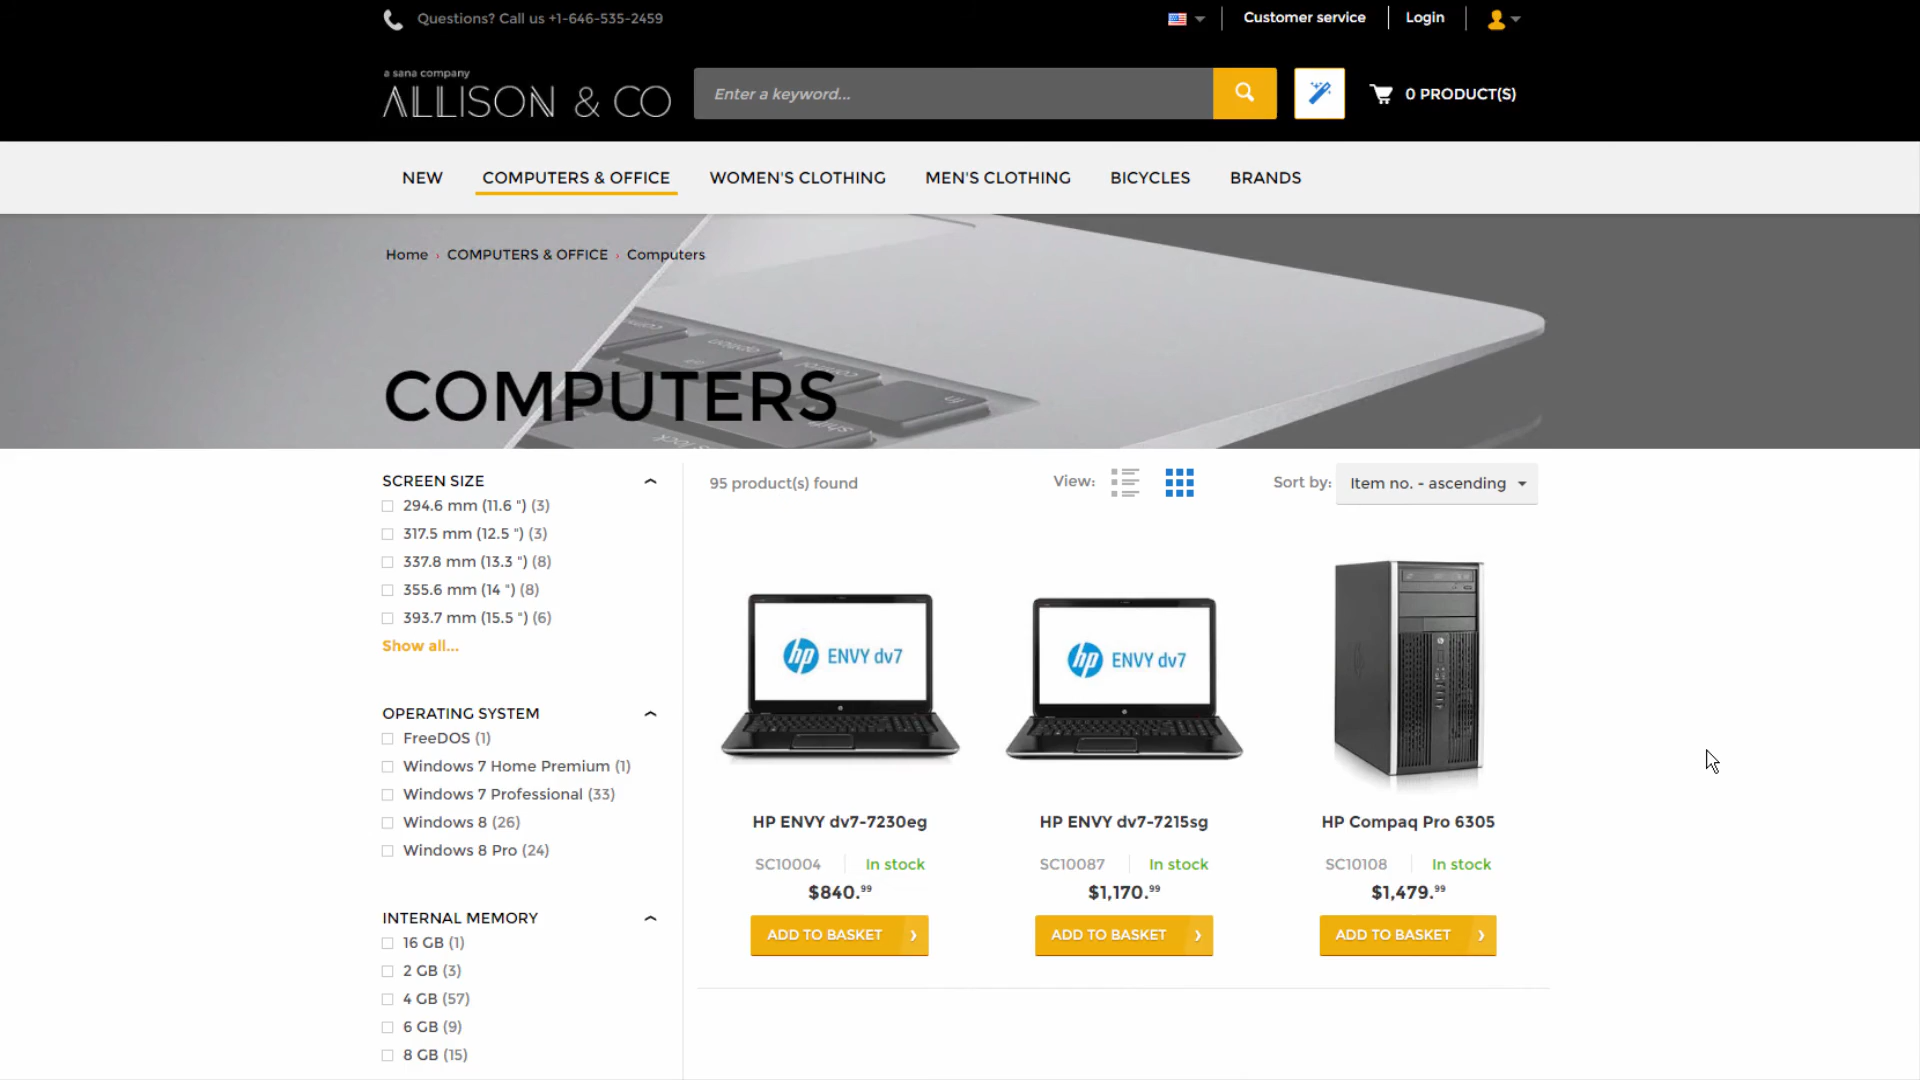 Questions? Call us +1-646-535-2459
Customer service
Login
a sana company
ALLISON & CO
Enter a keyword...
0 PRODUCT(S)
NEW
COMPUTERS & OFFICE
WOMEN'S CLOTHING
MEN'S CLOTHING
BICYCLES
BRANDS
Home › COMPUTERS & OFFICE › Computers
COMPUTERS
SCREEN SIZE
294.6 mm (11.6 ") (3)
317.5 mm (12.5 ") (3)
337.8 mm (13.3 ") (8)
355.6 mm (14 ") (8)
393.7 mm (15.5 ") (6)
Show all...
OPERATING SYSTEM
FreeDOS (1)
Windows 7 Home Premium (1)
Windows 7 Professional (33)
Windows 8 (26)
Windows 8 Pro (24)
INTERNAL MEMORY
16 GB (1)
2 GB (3)
4 GB (57)
6 GB (9)
8 GB (15)
95 product(s) found
View:
Sort by: Item no. - ascending
hp ENVY dv7
HP ENVY dv7-7230eg
SC10004 In stock
$840.99
ADD TO BASKET ›
hp ENVY dv7
HP ENVY dv7-7215sg
SC10087 In stock
$1,170.99
ADD TO BASKET ›
HP Compaq Pro 6305
SC10108 In stock
$1,479.99
ADD TO BASKET ›